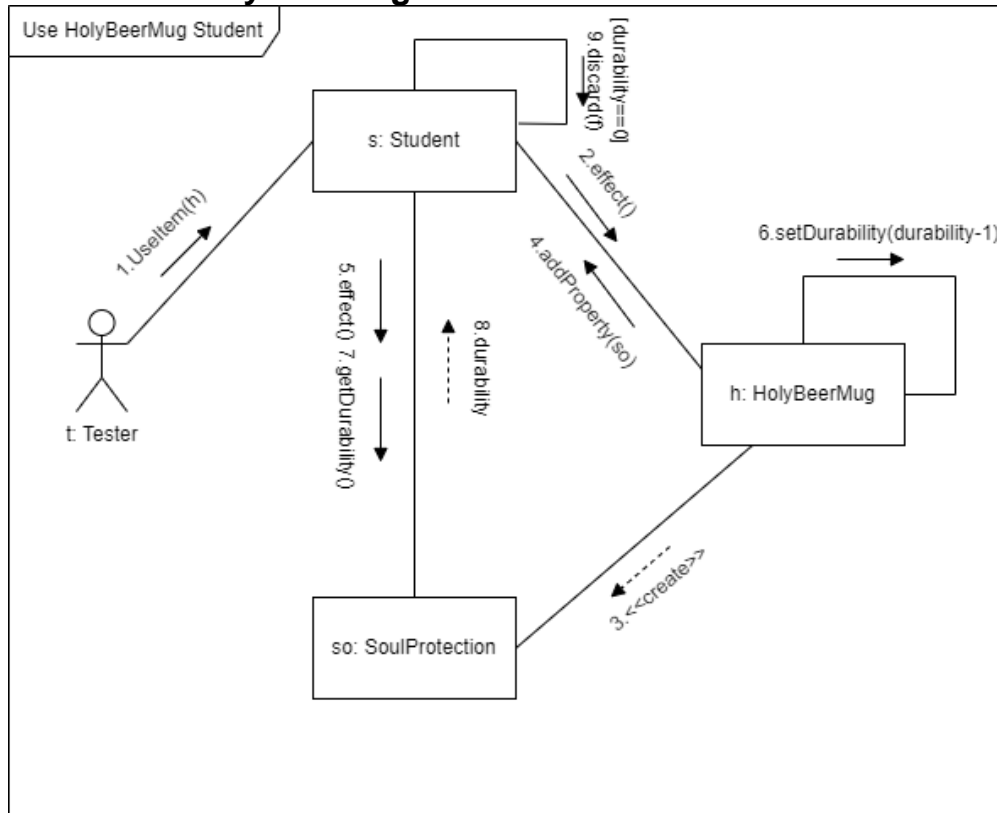 Use HolyBeerMug Student
[durability==0]
9.discard(f)
s: Student
2.effect()
1.UseItem(h)
4.addProperty(so)
6.setDurability(durability-1)
5.effect() 7.getDurability()
8.durability
h: HolyBeerMug
t: Tester
3.<<create>>
so: SoulProtection